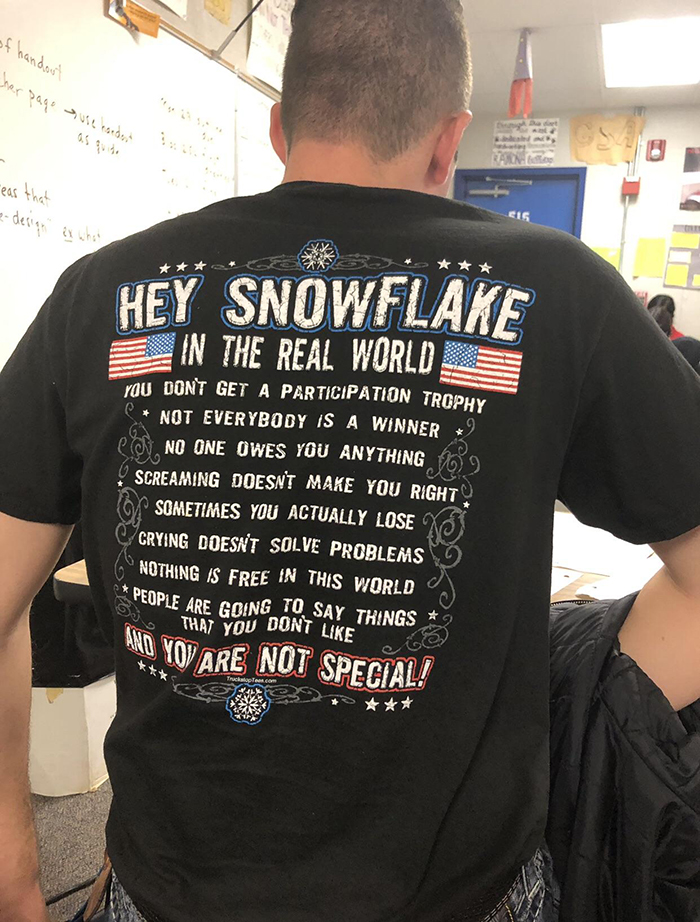 of handout
her page → use handout
as guide
eas that
e-design
HEY SNOWFLAKE
IN THE REAL WORLD
YOU DON'T GET A PARTICIPATION TROPHY
* NOT EVERYBODY IS A WINNER *
NO ONE OWES YOU ANYTHING
* SCREAMING DOESN'T MAKE YOU RIGHT *
SOMETIMES YOU ACTUALLY LOSE
CRYING DOESN'T SOLVE PROBLEMS
NOTHING IS FREE IN THIS WORLD
* PEOPLE ARE GOING TO SAY THINGS *
THAT YOU DON'T LIKE
AND YOU ARE NOT SPECIAL!
TruckstopTees.com
515